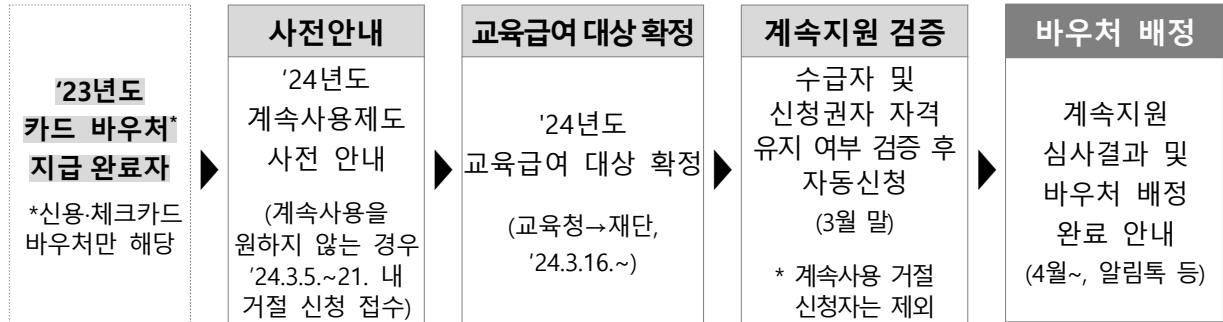 '23년도
카드 바우처*
지급 완료자
*신용·체크카드
바우처만 해당
사전안내
'24년도
계속사용제도
사전 안내
(계속사용을
원하지 않는 경우
'24.3.5.~21. 내
거절 신청 접수)
교육급여 대상 확정
'24년도
교육급여 대상 확정
(교육청→재단,
'24.3.16.~)
계속지원 검증
수급자 및
신청권자 자격
유지 여부 검증 후
자동신청
(3월 말)
* 계속사용 거절
신청자는 제외
바우처 배정
계속지원
심사결과 및
바우처 배정
완료 안내
(4월~, 알림톡 등)